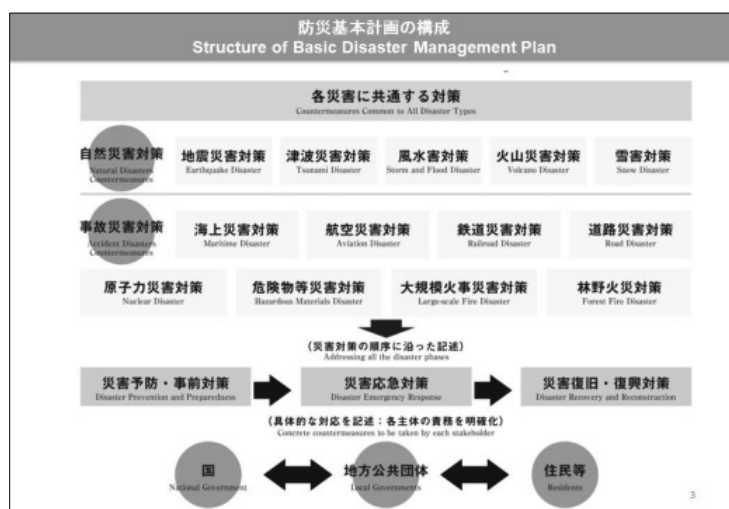 防災基本計画の構成
Structure of Basic Disaster Management Plan
各災害に共通する対策
Countermeasures Common to All Disaster Types
自然災害対策
Natural Disasters
Countermeasures
地震災害対策
Earthquake Disaster
津波災害対策
Tsunami Disaster
風水害対策
Storm and Flood Disaster
火山災害対策
Volcano Disaster
雪害対策
Snow Disaster
事故災害対策
Accident Disasters
Countermeasures
海上災害対策
Maritime Disaster
航空災害対策
Aviation Disaster
鉄道災害対策
Railroad Disaster
道路災害対策
Road Disaster
原子力災害対策
Nuclear Disaster
危険物等災害対策
Hazardous Materials Disaster
大規模火事災害対策
Large-scale Fire Disaster
林野火災対策
Forest Fire Disaster
(災害対策の順序に沿った記述)
Addressing all the disaster phases
災害予防・事前対策
Disaster Prevention and Preparedness
災害応急対策
Disaster Emergency Response
災害復旧・復興対策
Disaster Recovery and Reconstruction
(具体的な対応を記述：各主体の責務を明確化)
Concrete countermeasures to be taken by each stakeholder
国
National Government
地方公共団体
Local Governments
住民等
Residents
3